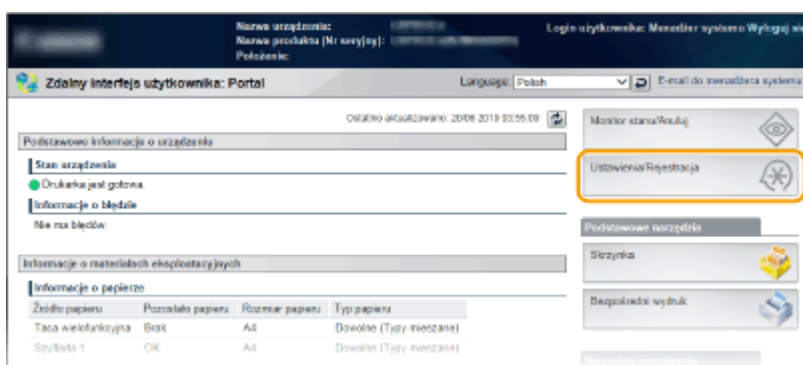 Nazwa urządzenia:
Nazwa produktu [Nr seryjny]:
Położenie:
Login użytkownika: Menedżer systemu Wyloguj się
Zdalny interfejs użytkownika: Portal
Language: Polish
E-mail do menadżera systemu
Ostatnio aktualizowano: 20/06 2019 03:55:09
Podstawowe informacje o urządzeniu
Stan urządzenia
Drukarka jest gotowa.
Informacje o błędzie
Nie ma błędów.
Informacje o materiałach eksploatacyjnych
Informacje o papierze
Źródło papieru Pozostało papieru Rozmiar papieru Typ papieru
Taca wielofunkcyjna Brak A4 Dowolne (Typy mieszane)
Szuflada 1 OK A4 Dowolne (Typy mieszane)
Monitor stanu/Anuluj
Ustawienia/Rejestracja
Podstawowe narzędzia
Skrzynka
Bezpośredni wydruk